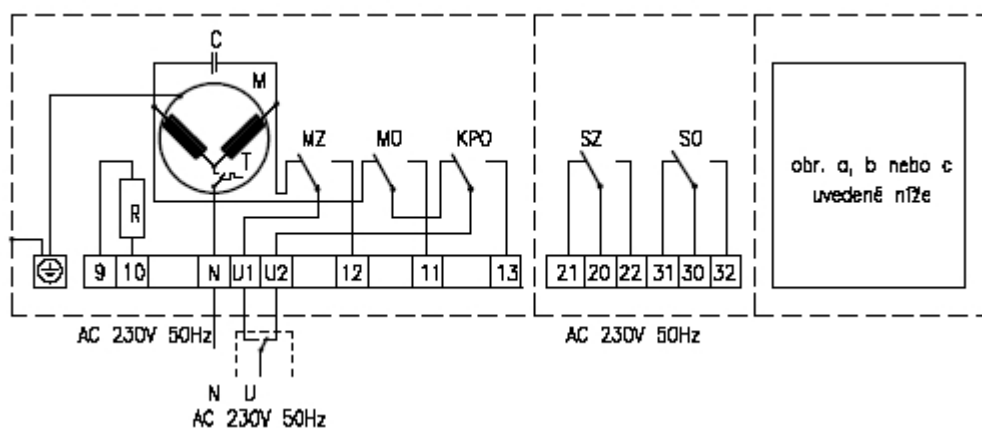 C
M
T
MZ
MO
KPO
SZ
SO
R
obr. a, b nebo c
uvedené níže
9 10 N U1 U2 12 11 13
21 20 22 31 30 32
AC 230V 50Hz
AC 230V 50Hz
N U
AC 230V 50Hz